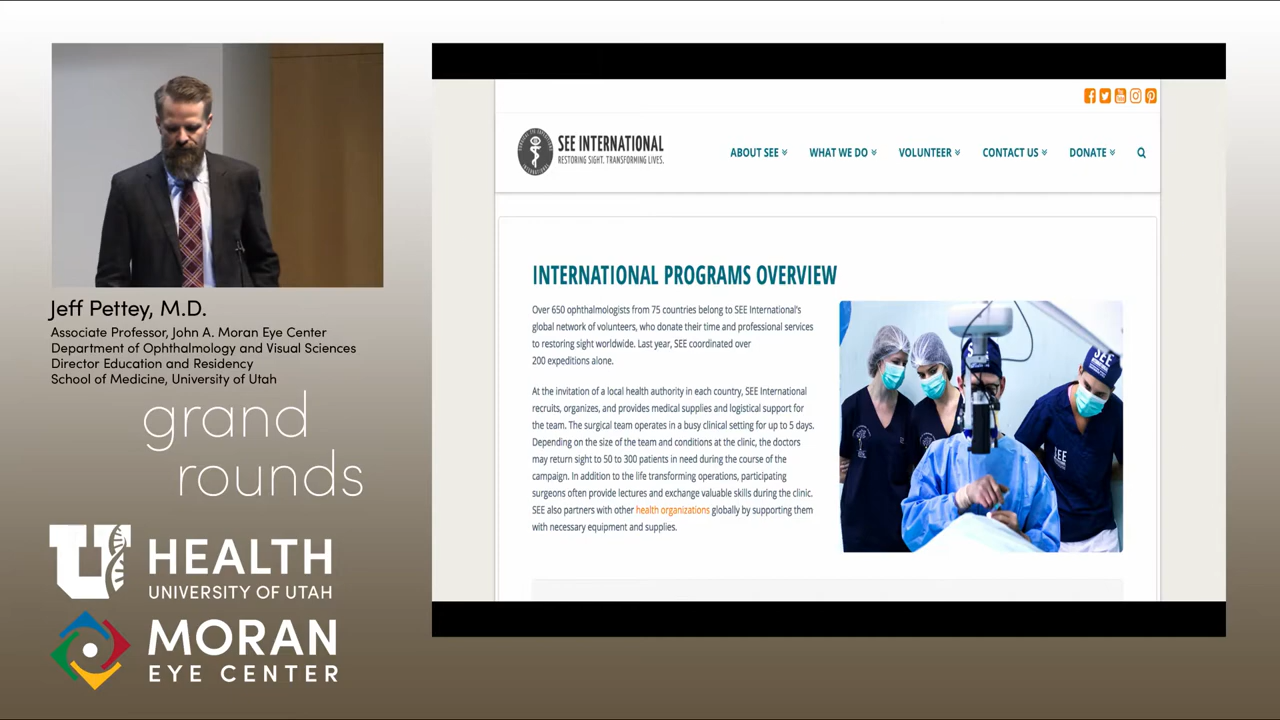 Jeff Pettey, M.D.
Associate Professor, John A. Moran Eye Center
Department of Ophthalmology and Visual Sciences
Director Education and Residency
School of Medicine, University of Utah
grand
rounds
U HEALTH
UNIVERSITY OF UTAH
MORAN
EYE CENTER
SEE INTERNATIONAL
RESTORING SIGHT. TRANSFORMING LIVES.
ABOUT SEE
WHAT WE DO
VOLUNTEER
CONTACT US
DONATE
INTERNATIONAL PROGRAMS OVERVIEW
Over 650 ophthalmologists from 75 countries belong to SEE International's
global network of volunteers, who donate their time and professional services
to restoring sight worldwide. Last year, SEE coordinated over
200 expeditions alone.
At the invitation of a local health authority in each country, SEE International
recruits, organizes, and provides medical supplies and logistical support for
the team. The surgical team operates in a busy clinical setting for up to 5 days.
Depending on the size of the team and conditions at the clinic, the doctors
may return sight to 50 to 300 patients in need during the course of the
campaign. In addition to the life transforming operations, participating
surgeons often provide lectures and exchange valuable skills during the clinic.
SEE also partners with other health organizations globally by supporting them
with necessary equipment and supplies.
SEE
SEE